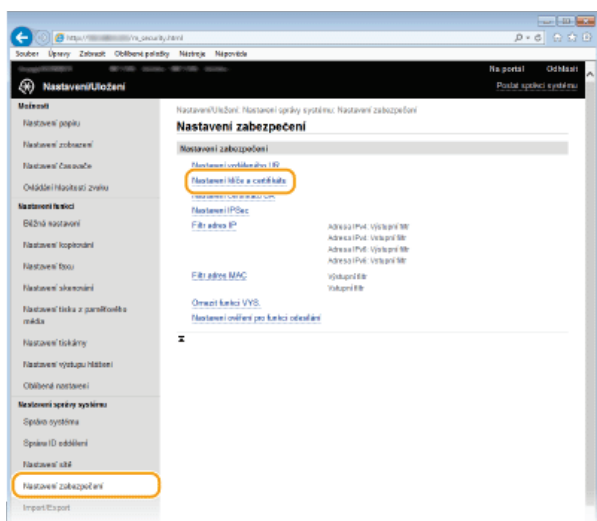 Soubor Úpravy Zobrazit Oblíbené položky Nástroje Nápověda
Na portál Odhlásit
Nastavení/Uložení
Poslat správci systému
Možnosti
Nastavení papíru
Nastavení zobrazení
Nastavení časovače
Ovládání hlasitosti zvuku
Nastavení funkcí
Běžná nastavení
Nastavení kopírování
Nastavení faxu
Nastavení skenování
Nastavení tisku z paměťového
média
Nastavení tiskárny
Nastavení výstupu hlášení
Oblíbená nastavení
Nastavení správy systému
Správa systému
Správa ID oddělení
Nastavení sítě
Nastavení zabezpečení
Import/Export
Nastavení/Uložení: Nastavení správy systému: Nastavení zabezpečení
Nastavení zabezpečení
Nastavení zabezpečení
Nastavení vzdáleného UR
Nastavení klíče a certifikátu
Nastavení certifikátu CA
Nastavení IPSec
Filtr adres IP
Adresa IPv4: Výstupní filtr
Adresa IPv4: Vstupní filtr
Adresa IPv6: Výstupní filtr
Adresa IPv6: Vstupní filtr
Filtr adres MAC
Výstupní filtr
Vstupní filtr
Omezit funkci VYS.
Nastavení ověření pro funkci odesílání